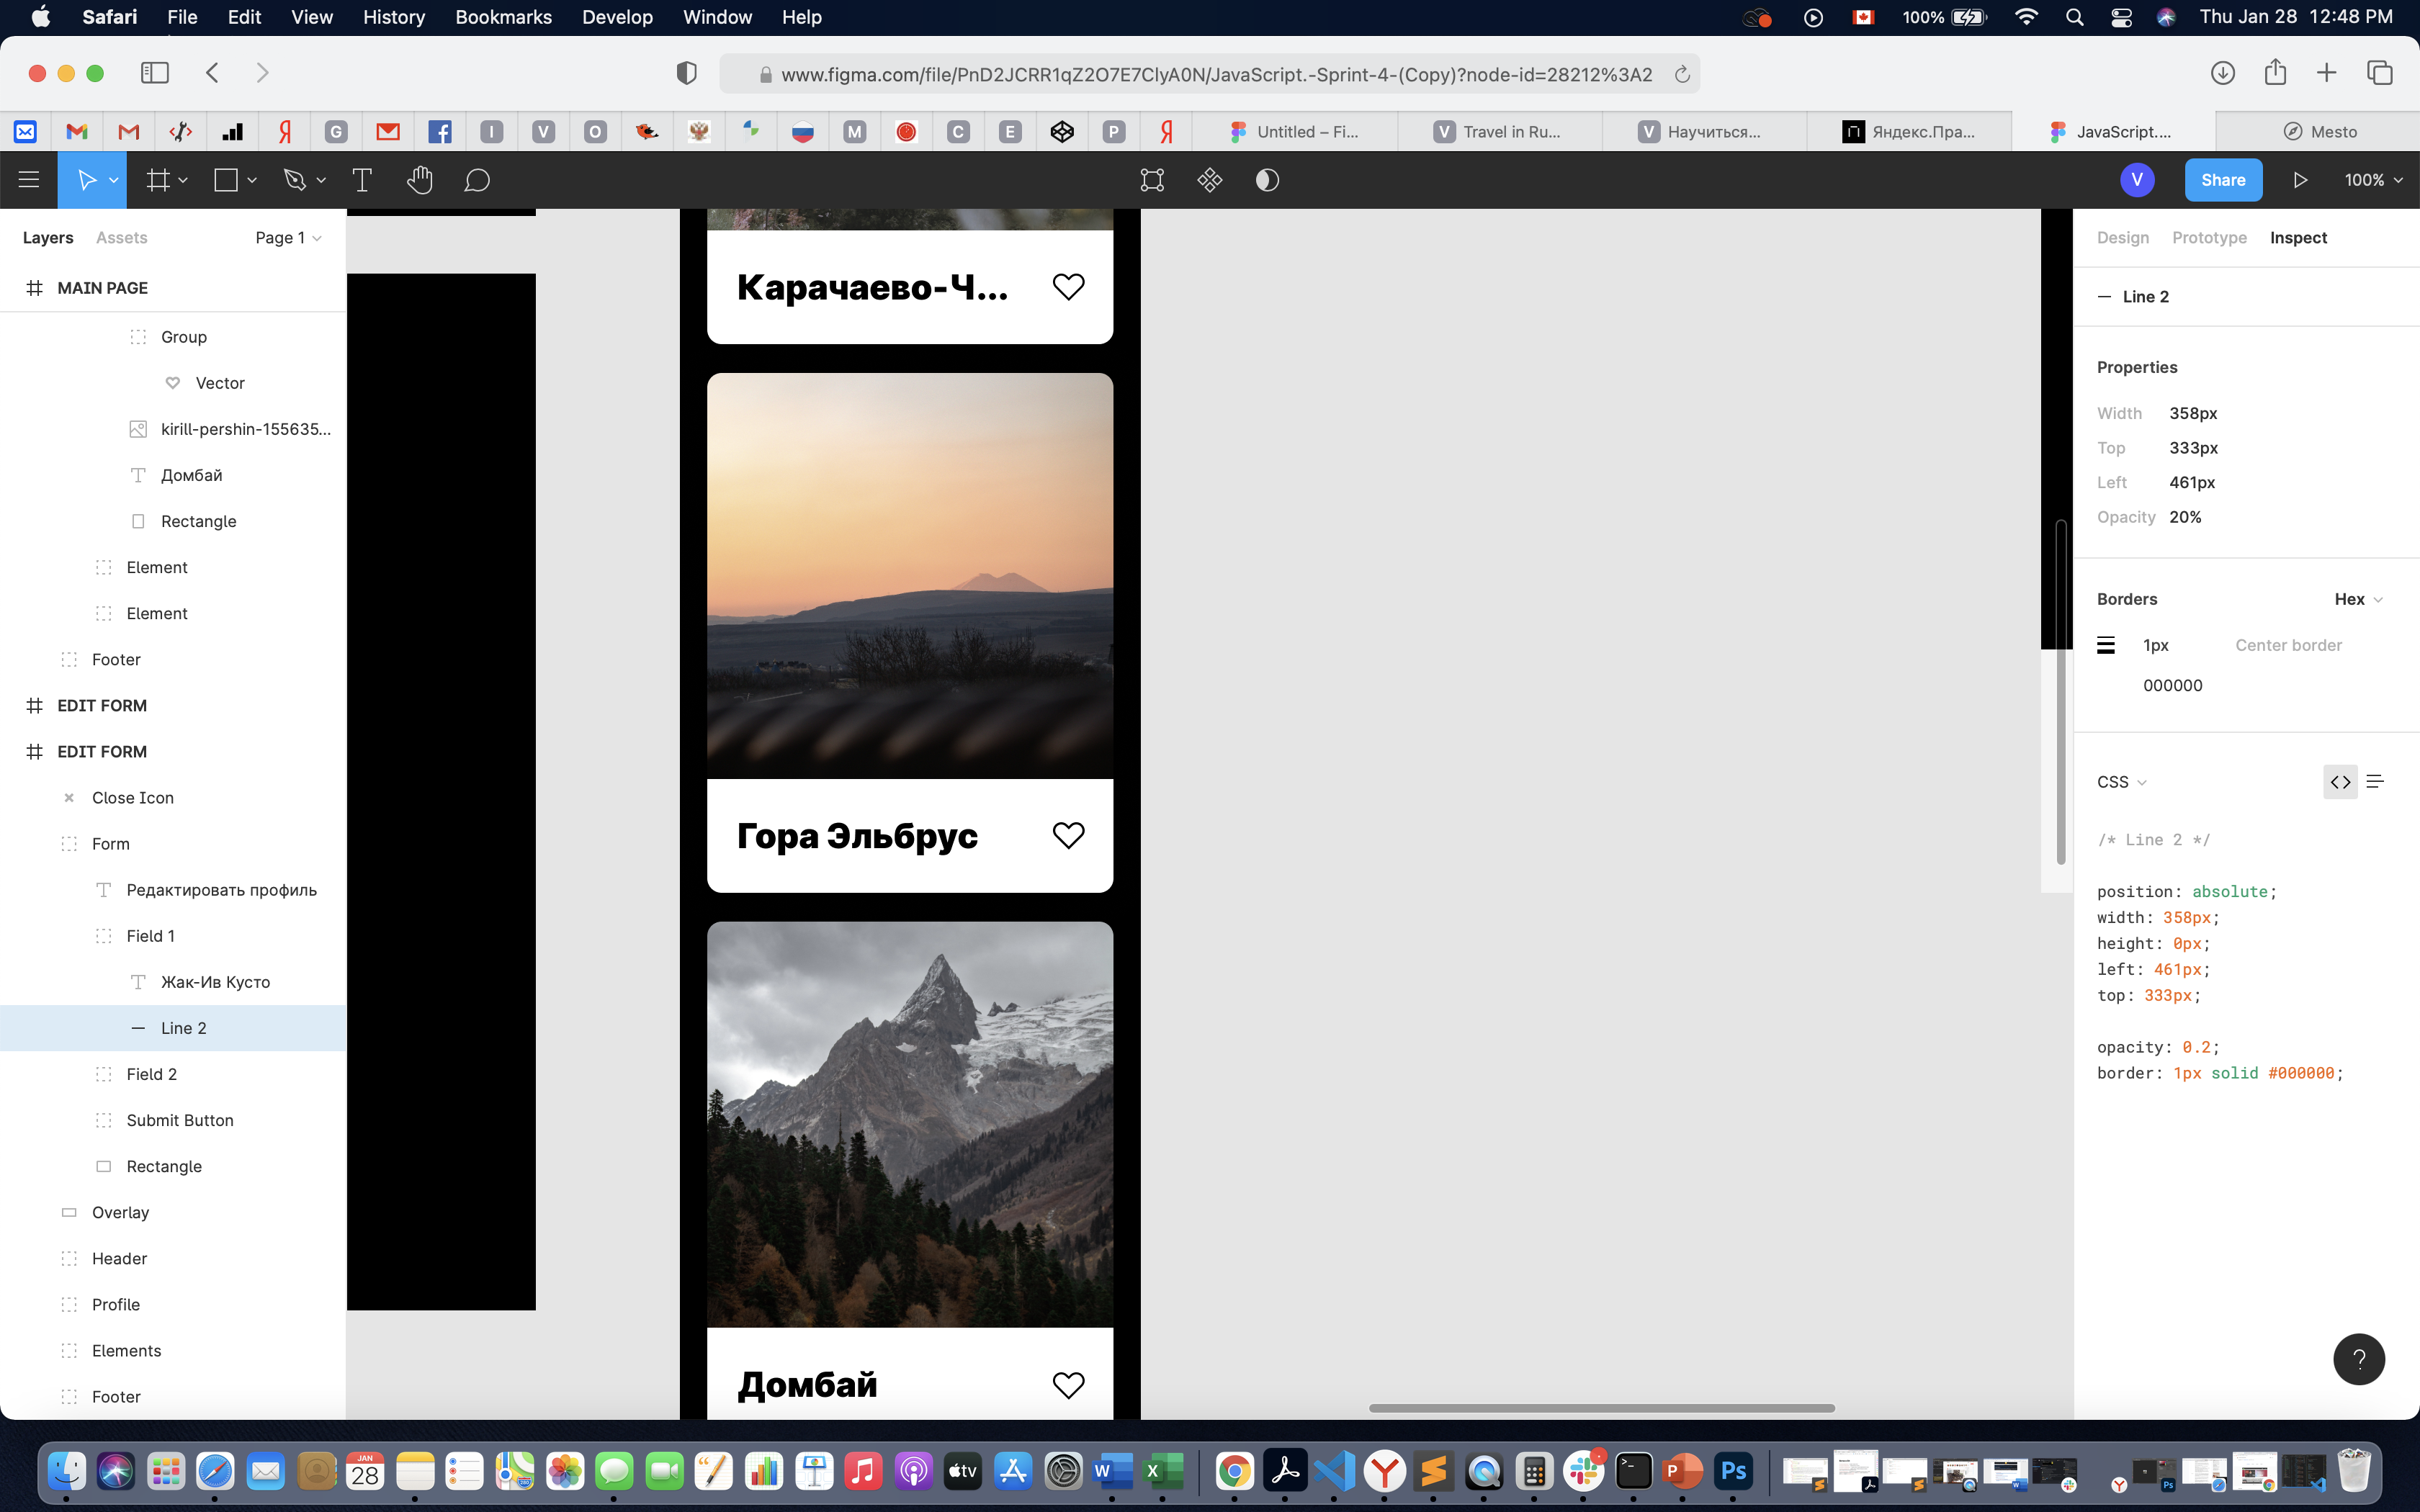 Safari File Edit View History Bookmarks Develop Window Help
100% Thu Jan 28 12:48 PM
www.figma.com/file/PnD2JCRR1qZ2O7E7ClyA0N/JavaScript.-Sprint-4-(Copy)?node-id=28212%3A2
Я G I V O M C E P Я Untitled – Fi... V Travel in Ru... V Научиться... Яндекс.Пра... JavaScript.... Mesto
V Share 100%
Layers Assets Page 1
MAIN PAGE
Group
Vector
kirill-pershin-155635...
Домбай
Rectangle
Element
Element
Footer
EDIT FORM
EDIT FORM
Close Icon
Form
Редактировать профиль
Field 1
Жак-Ив Кусто
Line 2
Field 2
Submit Button
Rectangle
Overlay
Header
Profile
Elements
Footer
Карачаево-Ч...
Гора Эльбрус
Домбай
Design Prototype Inspect
Line 2
Properties
Width 358px
Top 333px
Left 461px
Opacity 20%
Borders Hex
1px Center border
000000
CSS
/* Line 2 */
position: absolute;
width: 358px;
height: 0px;
left: 461px;
top: 333px;
opacity: 0.2;
border: 1px solid #000000;
?
JAN
28
tv
W
X
P
Ps